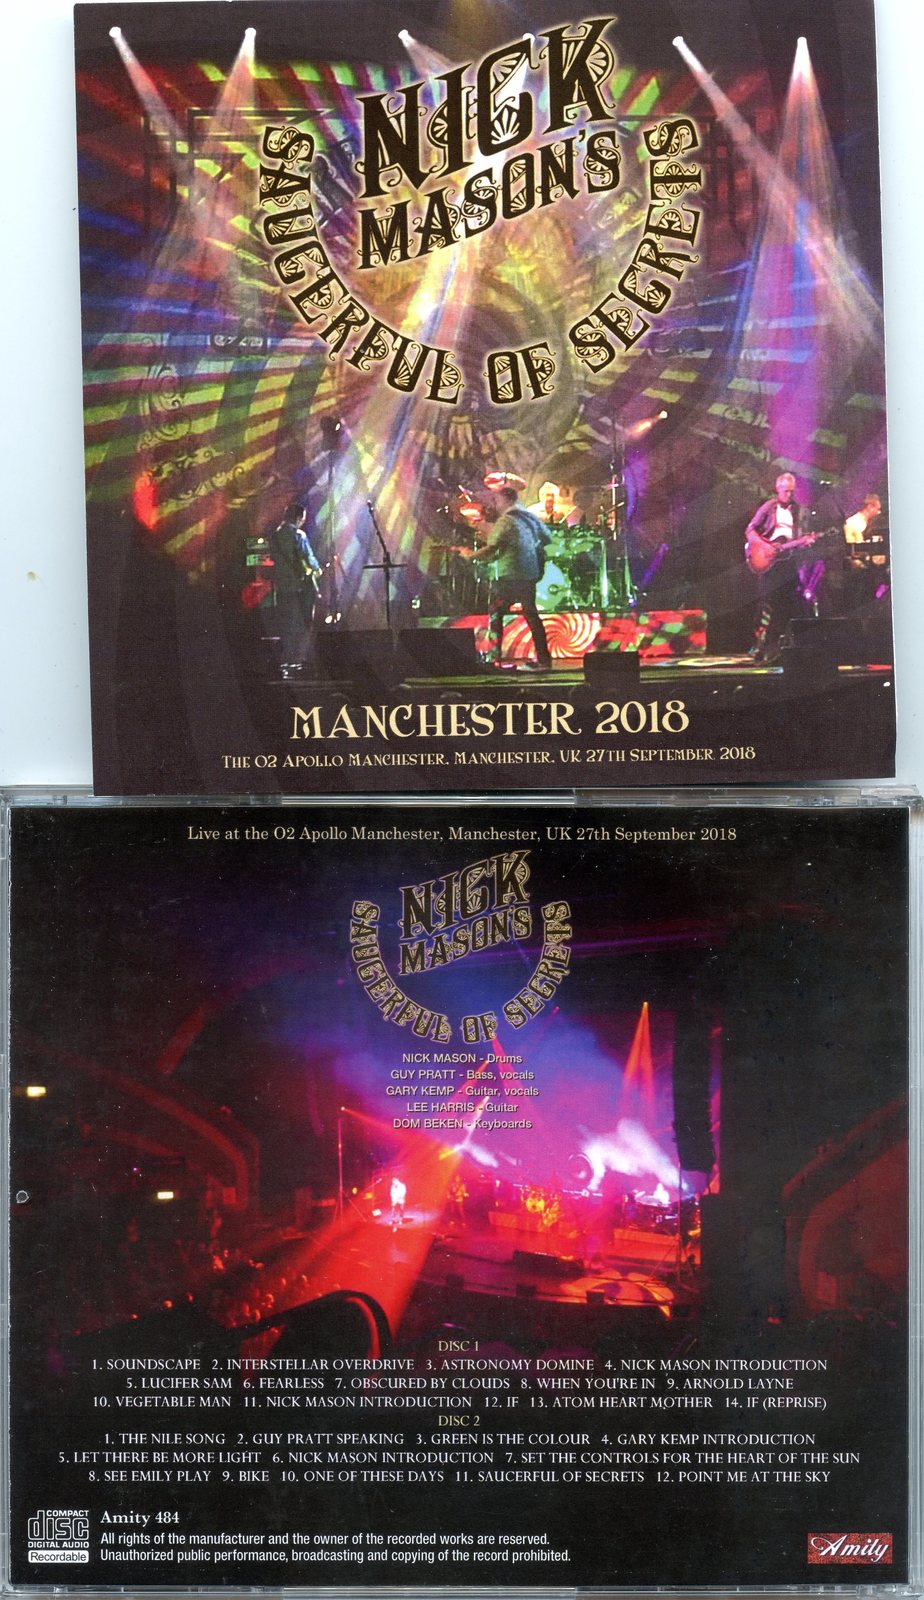 NICK
MASON'S
SAUCERFUL OF SECRETS
MANCHESTER 2018
THE O2 APOLLO MANCHESTER, MANCHESTER, UK 27TH SEPTEMBER 2018
Live at the O2 Apollo Manchester, Manchester, UK 27th September 2018
NICK
MASON'S
SAUCERFUL OF SECRETS
NICK MASON - Drums
GUY PRATT - Bass, vocals
GARY KEMP - Guitar, vocals
LEE HARRIS - Guitar
DOM BEKEN - Keyboards
DISC 1
1. SOUNDSCAPE 2. INTERSTELLAR OVERDRIVE 3. ASTRONOMY DOMINE 4. NICK MASON INTRODUCTION
5. LUCIFER SAM 6. FEARLESS 7. OBSCURED BY CLOUDS 8. WHEN YOU'RE IN 9. ARNOLD LAYNE
10. VEGETABLE MAN 11. NICK MASON INTRODUCTION 12. IF 13. ATOM HEART MOTHER 14. IF (REPRISE)
DISC 2
1. THE NILE SONG 2. GUY PRATT SPEAKING 3. GREEN IS THE COLOUR 4. GARY KEMP INTRODUCTION
5. LET THERE BE MORE LIGHT 6. NICK MASON INTRODUCTION 7. SET THE CONTROLS FOR THE HEART OF THE SUN
8. SEE EMILY PLAY 9. BIKE 10. ONE OF THESE DAYS 11. SAUCERFUL OF SECRETS 12. POINT ME AT THE SKY
COMPACT
disc
DIGITAL AUDIO
Recordable
Amity 484
All rights of the manufacturer and the owner of the recorded works are reserved.
Unauthorized public performance, broadcasting and copying of the record prohibited.
Amity